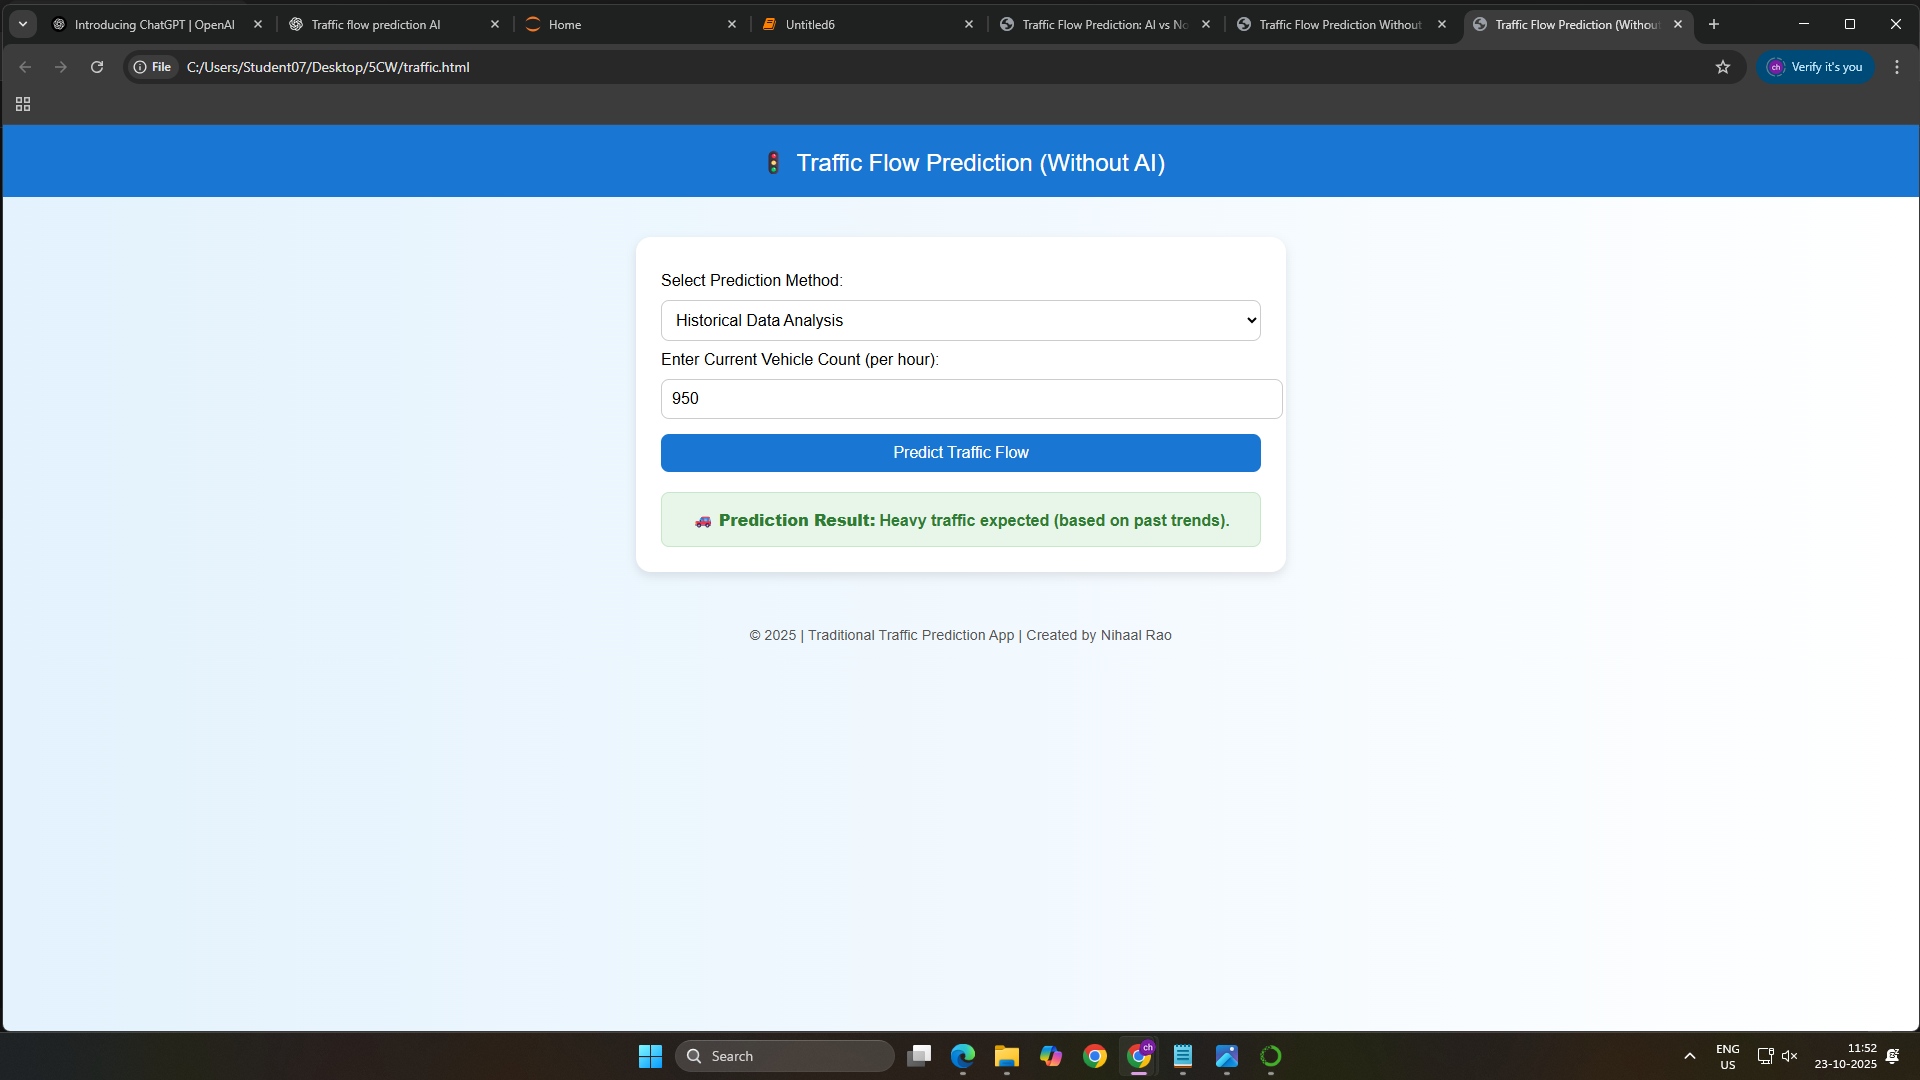 Introducing ChatGPT | OpenAI
Traffic flow prediction AI
Home
Untitled6
Traffic Flow Prediction: AI vs No
Traffic Flow Prediction Without
Traffic Flow Prediction (Withou
File
C:/Users/Student07/Desktop/5CW/traffic.html
ch
Verify it's you
Traffic Flow Prediction (Without AI)
Select Prediction Method:
Historical Data Analysis
Enter Current Vehicle Count (per hour):
950
Predict Traffic Flow
Prediction Result: Heavy traffic expected (based on past trends).
© 2025 | Traditional Traffic Prediction App | Created by Nihaal Rao
Search
ch
ENG
US
11:52
23-10-2025